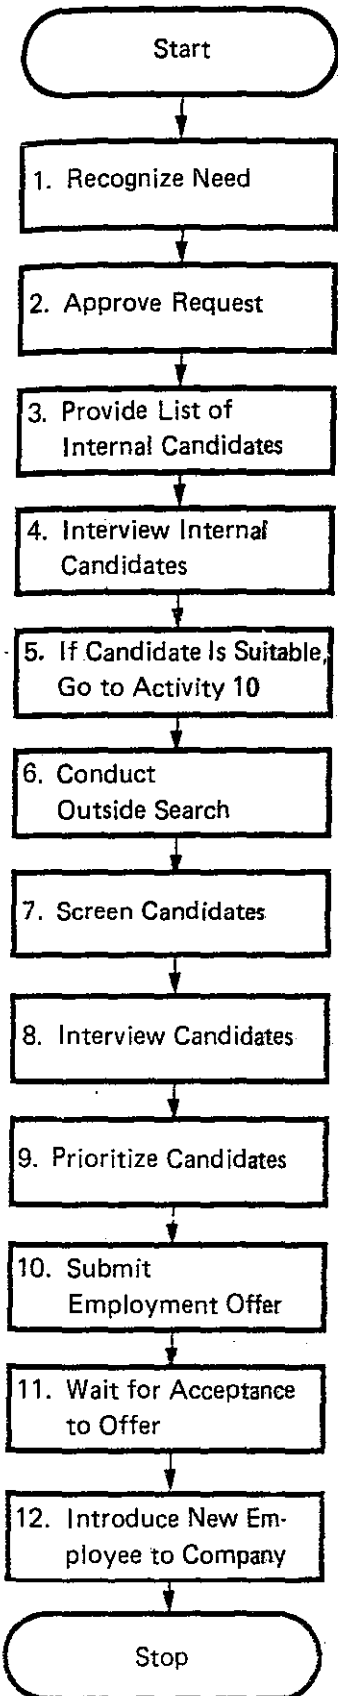 Start
1. Recognize Need
2. Approve Request
3. Provide List of
Internal Candidates
4. Interview Internal
Candidates
5. If Candidate Is Suitable,
Go to Activity 10
6. Conduct
Outside Search
7. Screen Candidates
8. Interview Candidates
9. Prioritize Candidates
10. Submit
Employment Offer
11. Wait for Acceptance
to Offer
12. Introduce New Em-
ployee to Company
Stop